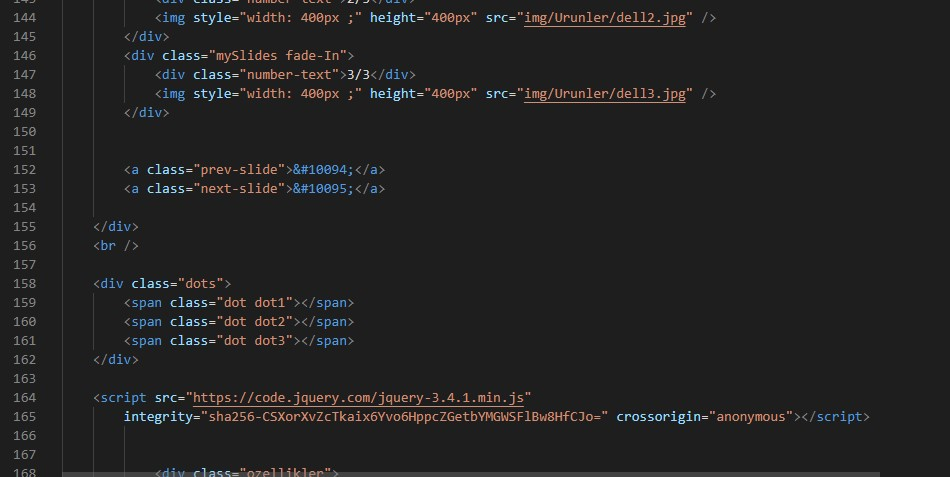 143 <div class="number-text">2/3</div>
144 <img style="width: 400px ;" height="400px" src="img/Urunler/dell2.jpg" />
145 </div>
146 <div class="mySlides fade-In">
147 <div class="number-text">3/3</div>
148 <img style="width: 400px ;" height="400px" src="img/Urunler/dell3.jpg" />
149 </div>
150
151
152 <a class="prev-slide">&#10094;</a>
153 <a class="next-slide">&#10095;</a>
154
155 </div>
156 <br />
157
158 <div class="dots">
159 <span class="dot dot1"></span>
160 <span class="dot dot2"></span>
161 <span class="dot dot3"></span>
162 </div>
163
164 <script src="https://code.jquery.com/jquery-3.4.1.min.js"
165 integrity="sha256-CSXorXvZcTkaix6Yvo6HppcZGetbYMGWSFlBw8HfCJo=" crossorigin="anonymous"></script>
166
167
168 <div class="ozellikler">